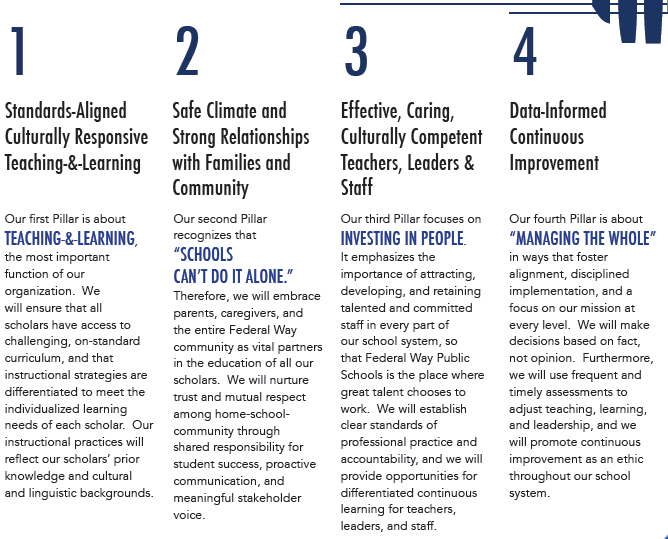 1
Standards-Aligned
Culturally Responsive
Teaching-&-Learning
Our first Pillar is about
TEACHING-&-LEARNING,
the most important
function of our
organization.  We
will ensure that all
scholars have access to
challenging, on-standard
curriculum, and that
instructional strategies are
differentiated to meet the
individualized learning
needs of each scholar.  Our
instructional practices will
reflect our scholars’ prior
knowledge and cultural
and linguistic backgrounds.
2
Safe Climate and
Strong Relationships
with Families and
Community
Our second Pillar
recognizes that
“SCHOOLS
CAN’T DO IT ALONE.”
Therefore, we will embrace
parents, caregivers, and
the entire Federal Way
community as vital partners
in the education of all our
scholars.  We will nurture
trust and mutual respect
among home-school-
community through
shared responsibility for
student success, proactive
communication, and
meaningful stakeholder
voice.
3
Effective, Caring,
Culturally Competent
Teachers, Leaders &
Staff
Our third Pillar focuses on
INVESTING IN PEOPLE.
It emphasizes the
importance of attracting,
developing, and retaining
talented and committed
staff in every part of
our school system, so
that Federal Way Public
Schools is the place where
great talent chooses to
work.  We will establish
clear standards of
professional practice and
accountability, and we will
provide opportunities for
differentiated continuous
learning for teachers,
leaders, and staff.
4
Data-Informed
Continuous
Improvement
Our fourth Pillar is about
“MANAGING THE WHOLE”
in ways that foster
alignment, disciplined
implementation, and a
focus on our mission at
every level.  We will make
decisions based on fact,
not opinion.  Furthermore,
we will use frequent and
timely assessments to
adjust teaching, learning,
and leadership, and we
will promote continuous
improvement as an ethic
throughout our school
system.